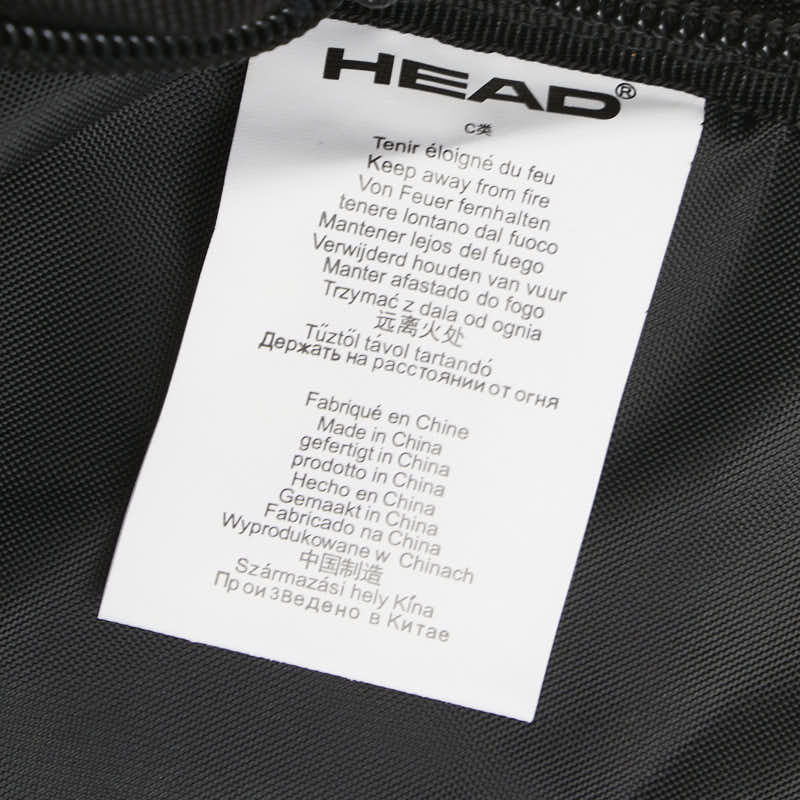 HEAD®
C类
Tenir éloigné du feu
Keep away from fire
Von Feuer fernhalten
tenere lontano dal fuoco
Mantener lejos del fuego
Verwijderd houden van vuur
Manter afastado do fogo
Trzymać z dala od ognia
远离火处
Tűztől távol tartandó
Держать на расстоянии от огня
Fabriqué en Chine
Made in China
gefertigt in China
prodotto in China
Hecho en China
Gemaakt in China
Fabricado na China
Wyprodukowane w Chinach
中国制造
Származási hely Kína
Произведено в Китае